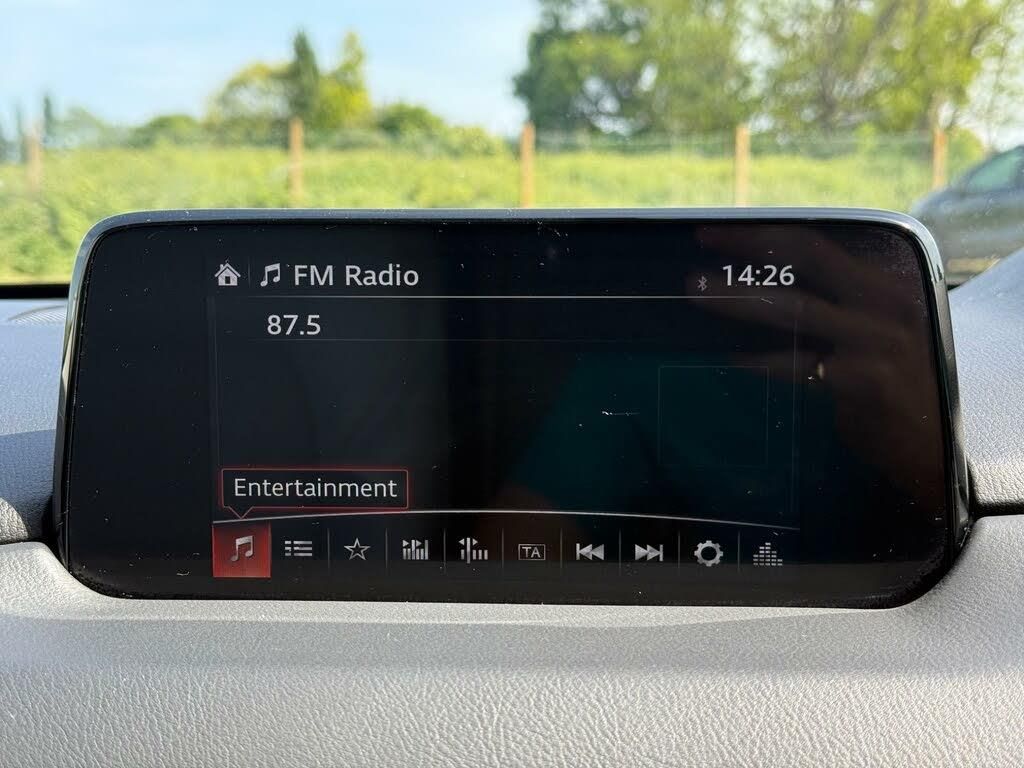 FM Radio 14:26
87.5
Entertainment
TA